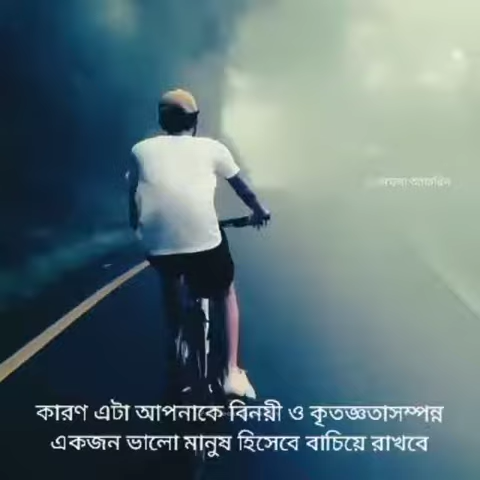 কারণ এটা আপনাকে বিনয়ী ও কৃতজ্ঞতাসম্পন্ন
একজন ভালো মানুষ হিসেবে বাচিয়ে রাখবে